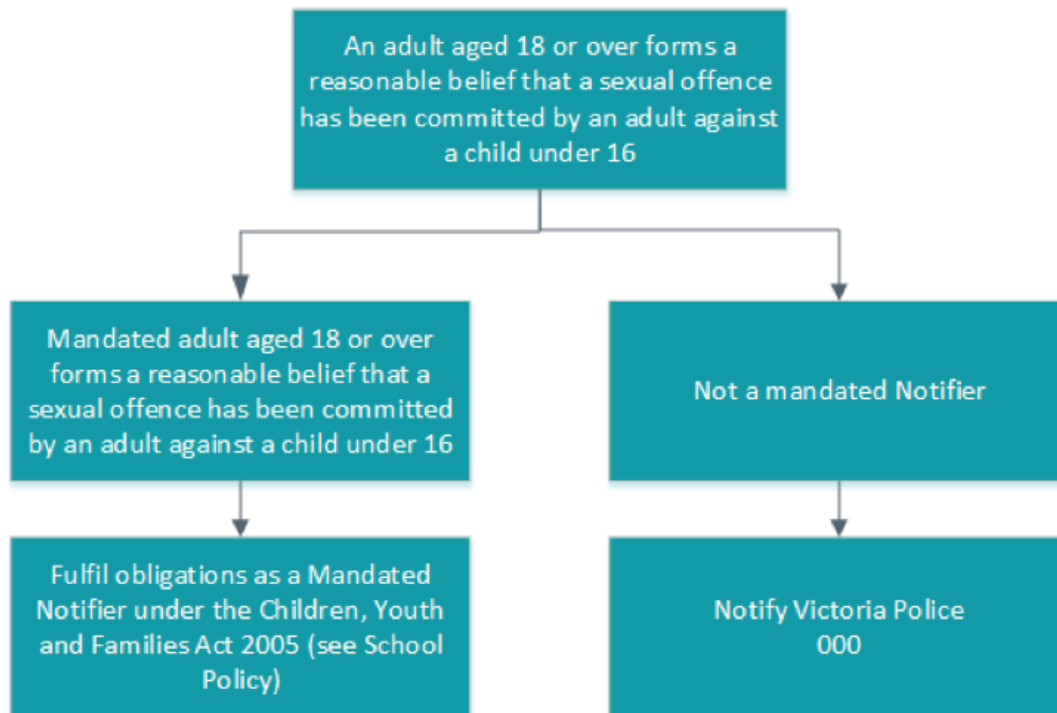 An adult aged 18 or over forms a
reasonable belief that a sexual offence
has been committed by an adult against
a child under 16
Mandated adult aged 18 or over
forms a reasonable belief that a
sexual offence has been committed
by an adult against a child under 16
Not a mandated Notifier
Fulfil obligations as a Mandated
Notifier under the Children, Youth
and Families Act 2005 (see School
Policy)
Notify Victoria Police
000